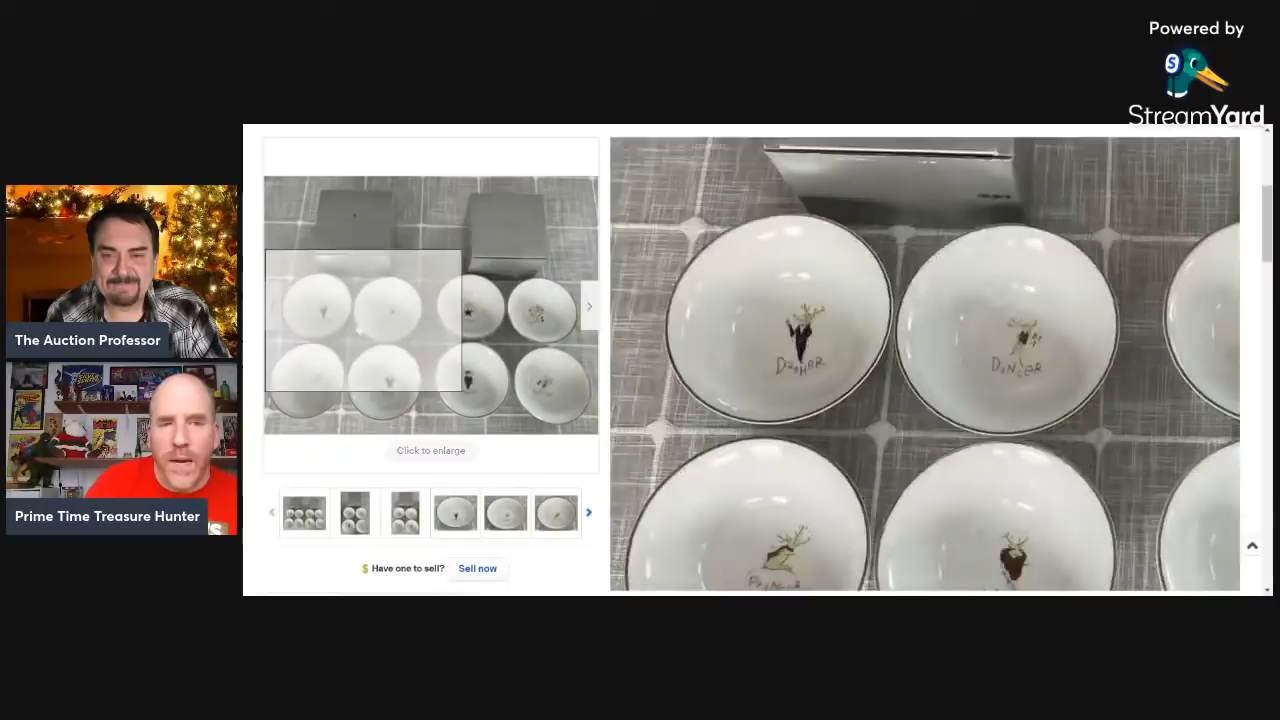 Powered by
StreamYard
The Auction Professor
Prime Time Treasure Hunter
Click to enlarge
$ Have one to sell? Sell now
DasHER
DaNCER